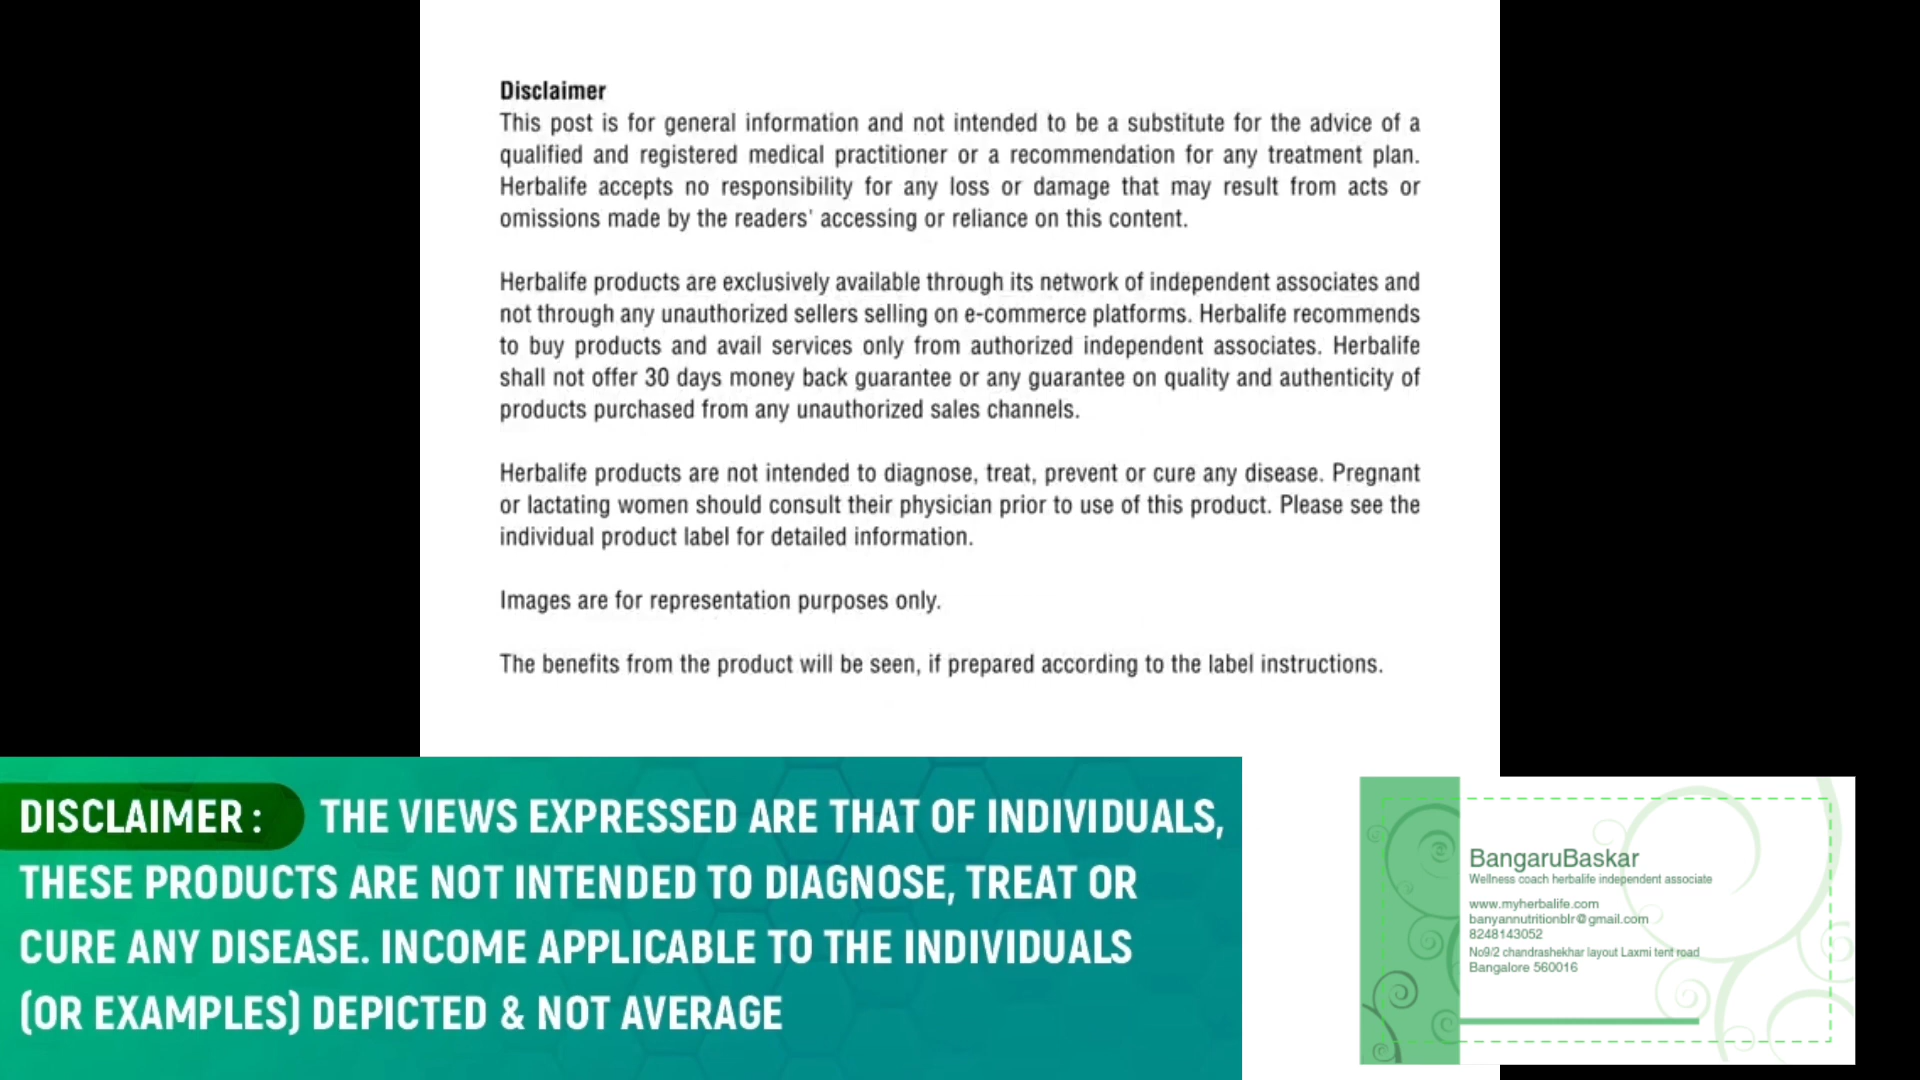 Disclaimer
This post is for general information and not intended to be a substitute for the advice of a
qualified and registered medical practitioner or a recommendation for any treatment plan.
Herbalife accepts no responsibility for any loss or damage that may result from acts or
omissions made by the readers' accessing or reliance on this content.
Herbalife products are exclusively available through its network of independent associates and
not through any unauthorized sellers selling on e-commerce platforms. Herbalife recommends
to buy products and avail services only from authorized independent associates. Herbalife
shall not offer 30 days money back guarantee or any guarantee on quality and authenticity of
products purchased from any unauthorized sales channels.
Herbalife products are not intended to diagnose, treat, prevent or cure any disease. Pregnant
or lactating women should consult their physician prior to use of this product. Please see the
individual product label for detailed information.
Images are for representation purposes only.
The benefits from the product will be seen, if prepared according to the label instructions.
DISCLAIMER : THE VIEWS EXPRESSED ARE THAT OF INDIVIDUALS,
THESE PRODUCTS ARE NOT INTENDED TO DIAGNOSE, TREAT OR
CURE ANY DISEASE. INCOME APPLICABLE TO THE INDIVIDUALS
(OR EXAMPLES) DEPICTED & NOT AVERAGE
BangaruBaskar
Wellness coach herbalife independent associate
www.myherbalife.com
banyannutritionblr@gmail.com
8248143052
No9/2 chandrashekhar layout Laxmi tent road
Bangalore 560016